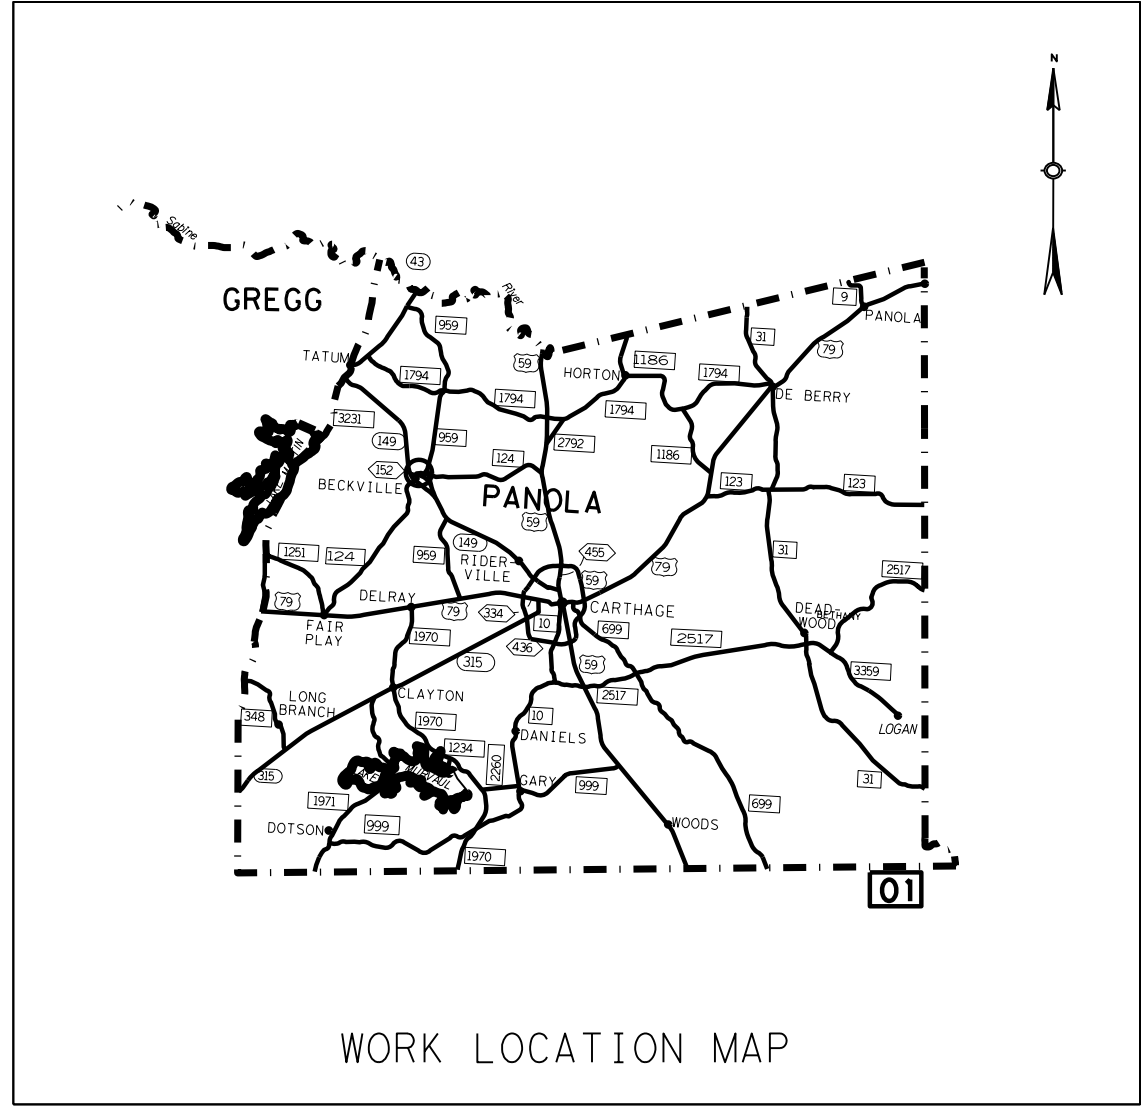 N
Sabine
43
River
GREGG
9
PANOLA
959
31
TATUM
59
1186
79
HORTON
1794
1794
1794
1794
DE BERRY
3231
149
959
2792
124
1186
152
BECKVILLE
123
123
PANOLA
59
149
455
1251
124
959
RIDER-
VILLE
79
2517
59
79
DELRAY
79
334
CARTHAGE
DEAD-
WOOD
BETHANY
FAIR
PLAY
10
699
1970
436
2517
315
59
3359
LONG
BRANCH
CLAYTON
2517
348
1970
10
LOGAN
DANIELS
1234
2260
315
MURVAUL
GARY
999
31
1971
699
DOTSON
999
WOODS
1970
01
WORK LOCATION MAP